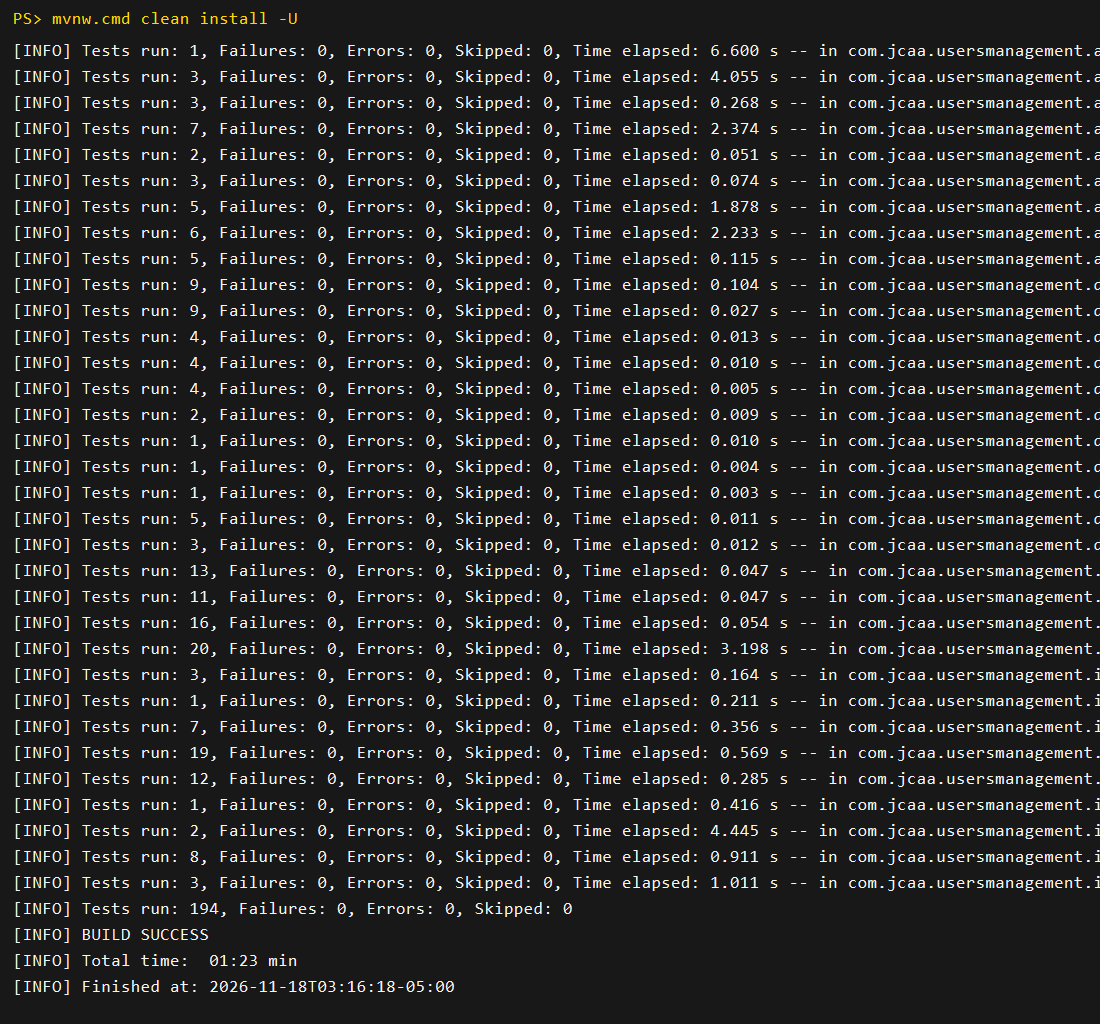 PS> mvnw.cmd clean install -U
[INFO] Tests run: 1, Failures: 0, Errors: 0, Skipped: 0, Time elapsed: 6.600 s -- in com.jcaa.usersmanagement.a
[INFO] Tests run: 3, Failures: 0, Errors: 0, Skipped: 0, Time elapsed: 4.055 s -- in com.jcaa.usersmanagement.a
[INFO] Tests run: 3, Failures: 0, Errors: 0, Skipped: 0, Time elapsed: 0.268 s -- in com.jcaa.usersmanagement.a
[INFO] Tests run: 7, Failures: 0, Errors: 0, Skipped: 0, Time elapsed: 2.374 s -- in com.jcaa.usersmanagement.a
[INFO] Tests run: 2, Failures: 0, Errors: 0, Skipped: 0, Time elapsed: 0.051 s -- in com.jcaa.usersmanagement.a
[INFO] Tests run: 3, Failures: 0, Errors: 0, Skipped: 0, Time elapsed: 0.074 s -- in com.jcaa.usersmanagement.a
[INFO] Tests run: 5, Failures: 0, Errors: 0, Skipped: 0, Time elapsed: 1.878 s -- in com.jcaa.usersmanagement.a
[INFO] Tests run: 6, Failures: 0, Errors: 0, Skipped: 0, Time elapsed: 2.233 s -- in com.jcaa.usersmanagement.a
[INFO] Tests run: 5, Failures: 0, Errors: 0, Skipped: 0, Time elapsed: 0.115 s -- in com.jcaa.usersmanagement.a
[INFO] Tests run: 9, Failures: 0, Errors: 0, Skipped: 0, Time elapsed: 0.104 s -- in com.jcaa.usersmanagement.d
[INFO] Tests run: 9, Failures: 0, Errors: 0, Skipped: 0, Time elapsed: 0.027 s -- in com.jcaa.usersmanagement.d
[INFO] Tests run: 4, Failures: 0, Errors: 0, Skipped: 0, Time elapsed: 0.013 s -- in com.jcaa.usersmanagement.d
[INFO] Tests run: 4, Failures: 0, Errors: 0, Skipped: 0, Time elapsed: 0.010 s -- in com.jcaa.usersmanagement.d
[INFO] Tests run: 4, Failures: 0, Errors: 0, Skipped: 0, Time elapsed: 0.005 s -- in com.jcaa.usersmanagement.d
[INFO] Tests run: 2, Failures: 0, Errors: 0, Skipped: 0, Time elapsed: 0.009 s -- in com.jcaa.usersmanagement.d
[INFO] Tests run: 1, Failures: 0, Errors: 0, Skipped: 0, Time elapsed: 0.010 s -- in com.jcaa.usersmanagement.d
[INFO] Tests run: 1, Failures: 0, Errors: 0, Skipped: 0, Time elapsed: 0.004 s -- in com.jcaa.usersmanagement.d
[INFO] Tests run: 1, Failures: 0, Errors: 0, Skipped: 0, Time elapsed: 0.003 s -- in com.jcaa.usersmanagement.d
[INFO] Tests run: 5, Failures: 0, Errors: 0, Skipped: 0, Time elapsed: 0.011 s -- in com.jcaa.usersmanagement.d
[INFO] Tests run: 3, Failures: 0, Errors: 0, Skipped: 0, Time elapsed: 0.012 s -- in com.jcaa.usersmanagement.d
[INFO] Tests run: 13, Failures: 0, Errors: 0, Skipped: 0, Time elapsed: 0.047 s -- in com.jcaa.usersmanagement.
[INFO] Tests run: 11, Failures: 0, Errors: 0, Skipped: 0, Time elapsed: 0.047 s -- in com.jcaa.usersmanagement.
[INFO] Tests run: 16, Failures: 0, Errors: 0, Skipped: 0, Time elapsed: 0.054 s -- in com.jcaa.usersmanagement.
[INFO] Tests run: 20, Failures: 0, Errors: 0, Skipped: 0, Time elapsed: 3.198 s -- in com.jcaa.usersmanagement.
[INFO] Tests run: 3, Failures: 0, Errors: 0, Skipped: 0, Time elapsed: 0.164 s -- in com.jcaa.usersmanagement.i
[INFO] Tests run: 1, Failures: 0, Errors: 0, Skipped: 0, Time elapsed: 0.211 s -- in com.jcaa.usersmanagement.i
[INFO] Tests run: 7, Failures: 0, Errors: 0, Skipped: 0, Time elapsed: 0.356 s -- in com.jcaa.usersmanagement.i
[INFO] Tests run: 19, Failures: 0, Errors: 0, Skipped: 0, Time elapsed: 0.569 s -- in com.jcaa.usersmanagement.
[INFO] Tests run: 12, Failures: 0, Errors: 0, Skipped: 0, Time elapsed: 0.285 s -- in com.jcaa.usersmanagement.
[INFO] Tests run: 1, Failures: 0, Errors: 0, Skipped: 0, Time elapsed: 0.416 s -- in com.jcaa.usersmanagement.i
[INFO] Tests run: 2, Failures: 0, Errors: 0, Skipped: 0, Time elapsed: 4.445 s -- in com.jcaa.usersmanagement.i
[INFO] Tests run: 8, Failures: 0, Errors: 0, Skipped: 0, Time elapsed: 0.911 s -- in com.jcaa.usersmanagement.i
[INFO] Tests run: 3, Failures: 0, Errors: 0, Skipped: 0, Time elapsed: 1.011 s -- in com.jcaa.usersmanagement.i
[INFO] Tests run: 194, Failures: 0, Errors: 0, Skipped: 0
[INFO] BUILD SUCCESS
[INFO] Total time:  01:23 min
[INFO] Finished at: 2026-11-18T03:16:18-05:00